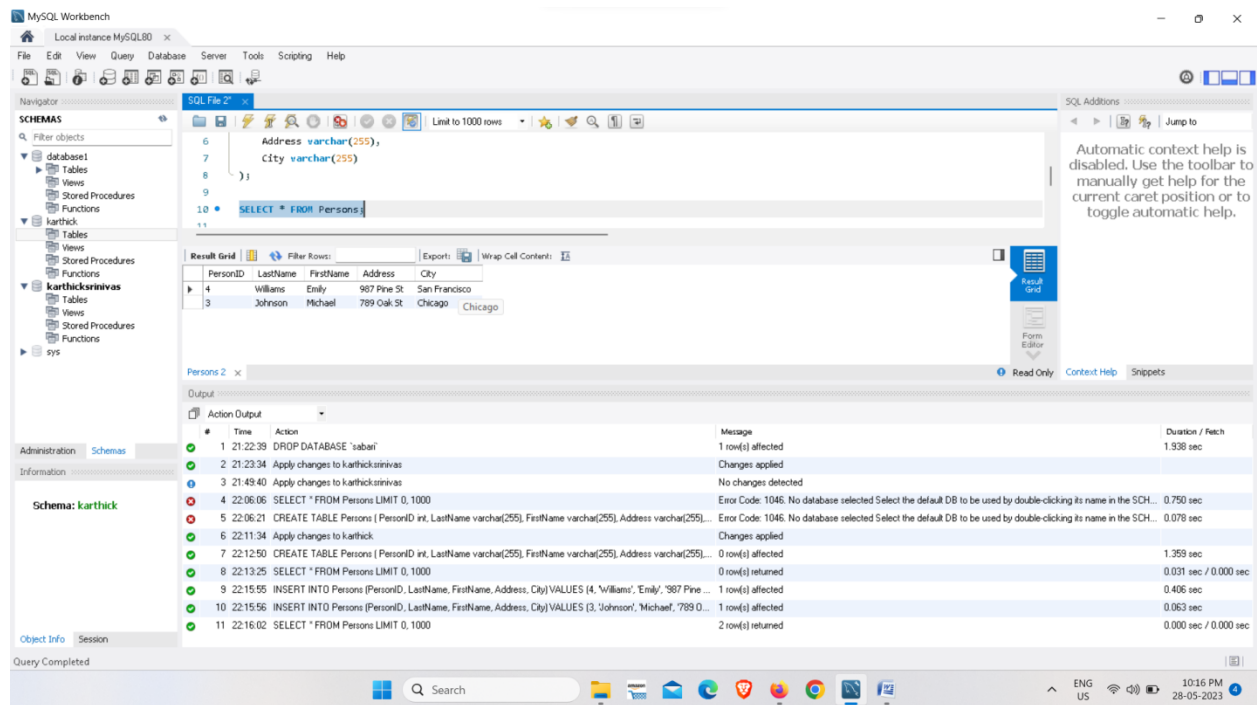 MySQL Workbench
Local instance MySQL80 ×
File Edit View Query Database Server Tools Scripting Help
Navigator
SCHEMAS
Filter objects
database1
Tables
Views
Stored Procedures
Functions
karthick
Tables
Views
Stored Procedures
Functions
karthicksrinivas
Tables
Views
Stored Procedures
Functions
sys
Administration Schemas
Information
Schema: karthick
Object Info Session
SQL File 2* ×
Limit to 1000 rows
6 Address varchar(255),
7 City varchar(255)
8 );
9
10 SELECT * FROM Persons;
11
Result Grid Filter Rows: Export: Wrap Cell Content:
PersonID LastName FirstName Address City
4 Williams Emily 987 Pine St San Francisco
3 Johnson Michael 789 Oak St Chicago
Chicago
Result Grid
Form Editor
Persons 2 × Read Only
SQL Additions
Jump to
Automatic context help is
disabled. Use the toolbar to
manually get help for the
current caret position or to
toggle automatic help.
Context Help Snippets
Output
Action Output
# Time Action Message Duration / Fetch
1 21:22:39 DROP DATABASE `sabari` 1 row(s) affected 1.938 sec
2 21:23:34 Apply changes to karthicksrinivas Changes applied
3 21:49:40 Apply changes to karthicksrinivas No changes detected
4 22:06:06 SELECT * FROM Persons LIMIT 0, 1000 Error Code: 1046. No database selected Select the default DB to be used by double-clicking its name in the SCH... 0.750 sec
5 22:06:21 CREATE TABLE Persons ( PersonID int, LastName varchar(255), FirstName varchar(255), Address varchar(255),... Error Code: 1046. No database selected Select the default DB to be used by double-clicking its name in the SCH... 0.078 sec
6 22:11:34 Apply changes to karthick Changes applied
7 22:12:50 CREATE TABLE Persons ( PersonID int, LastName varchar(255), FirstName varchar(255), Address varchar(255),... 0 row(s) affected 1.359 sec
8 22:13:25 SELECT * FROM Persons LIMIT 0, 1000 0 row(s) returned 0.031 sec / 0.000 sec
9 22:15:55 INSERT INTO Persons (PersonID, LastName, FirstName, Address, City) VALUES (4, 'Williams', 'Emily', '987 Pine ... 1 row(s) affected 0.406 sec
10 22:15:56 INSERT INTO Persons (PersonID, LastName, FirstName, Address, City) VALUES (3, 'Johnson', 'Michael', '789 O... 1 row(s) affected 0.063 sec
11 22:16:02 SELECT * FROM Persons LIMIT 0, 1000 2 row(s) returned 0.000 sec / 0.000 sec
Query Completed
Search
ENG
US
10:16 PM
28-05-2023
4